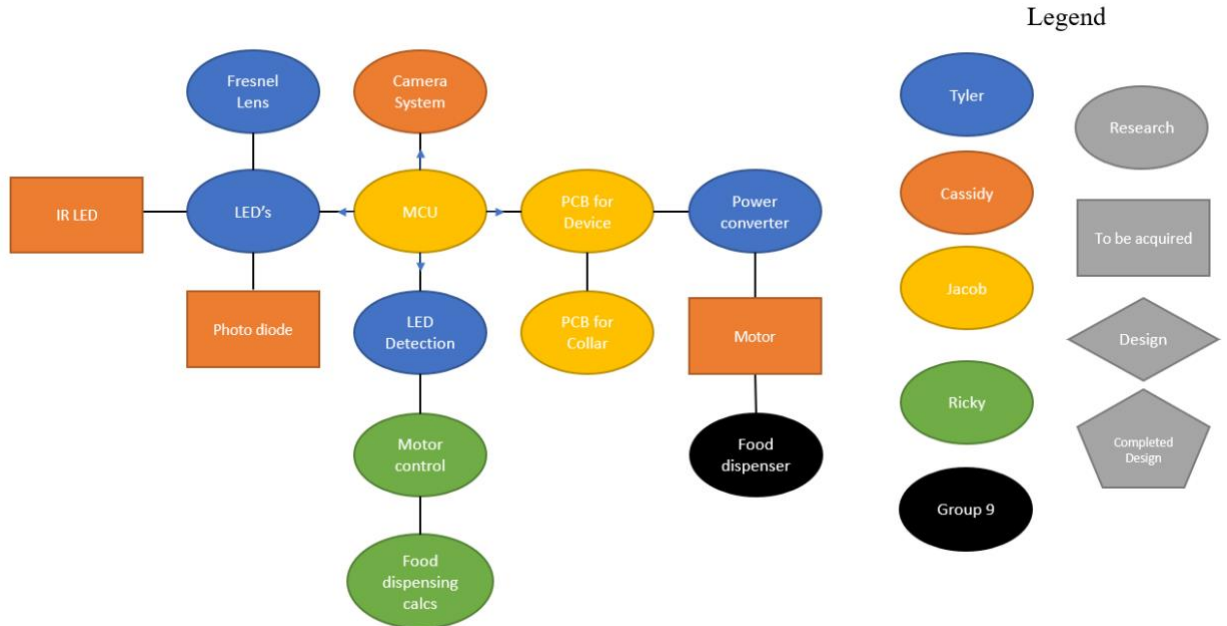 Legend
Fresnel
Lens
Camera
System
Tyler
Research
IR LED
LED's
MCU
PCB for
Device
Power
converter
Cassidy
To be acquired
Photo diode
LED
Detection
PCB for
Collar
Motor
Jacob
Design
Motor
control
Food
dispenser
Ricky
Completed
Design
Group 9
Food
dispensing
calcs